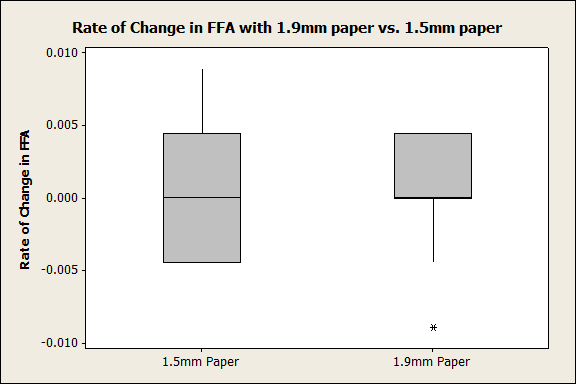 Rate of Change in FFA with 1.9mm paper vs. 1.5mm paper
0.010
0.005
0.000
-0.005
-0.010
Rate of Change in FFA
1.5mm Paper
1.9mm Paper